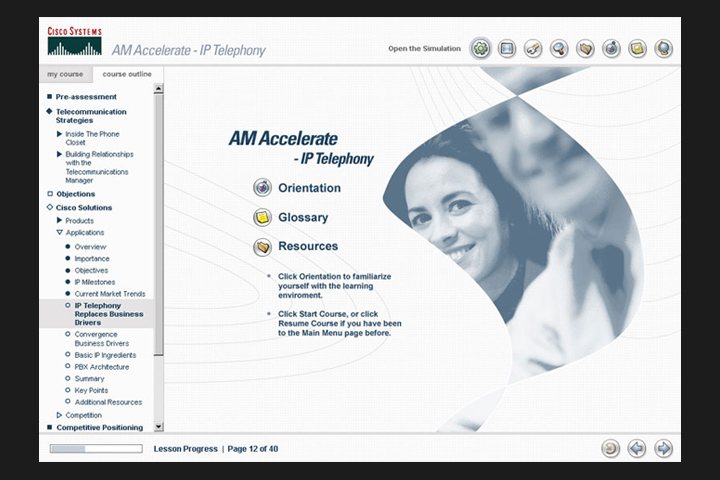 CISCO SYSTEMS
AM Accelerate - IP Telephony
Open the Simulation
my course
course outline
Pre-assessment
Telecommunication
Strategies
Inside The Phone
Closet
Building Relationships
with the
Telecommunications
Manager
Objections
Cisco Solutions
Products
Applications
Overview
Importance
Objectives
IP Milestones
Current Market Trends
IP Telephony
Replaces Business
Drivers
Convergence
Business Drivers
Basic IP Ingredients
PBX Architecture
Summary
Key Points
Additional Resources
Competition
Competitive Positioning
AM Accelerate
- IP Telephony
Orientation
Glossary
Resources
Click Orientation to familiarize
yourself with the learning
enviroment.
Click Start Course, or click
Resume Course if you have been
to the Main Menu page before.
Lesson Progress | Page 12 of 40